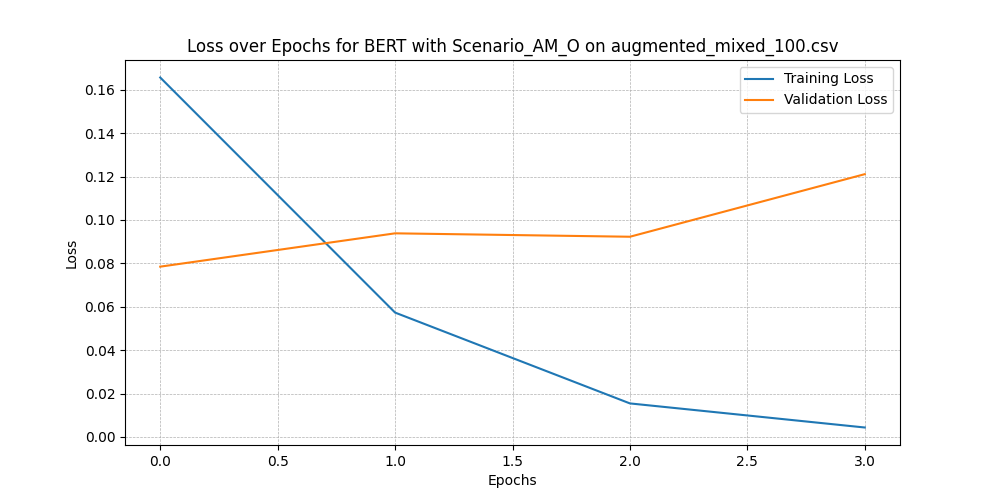 Loss over Epochs for BERT with Scenario_AM_O on augmented_mixed_100.csv
Training Loss
Validation Loss
0.16
0.14
0.12
0.10
0.08
0.06
0.04
0.02
0.00
Loss
0.0 0.5 1.0 1.5 2.0 2.5 3.0
Epochs